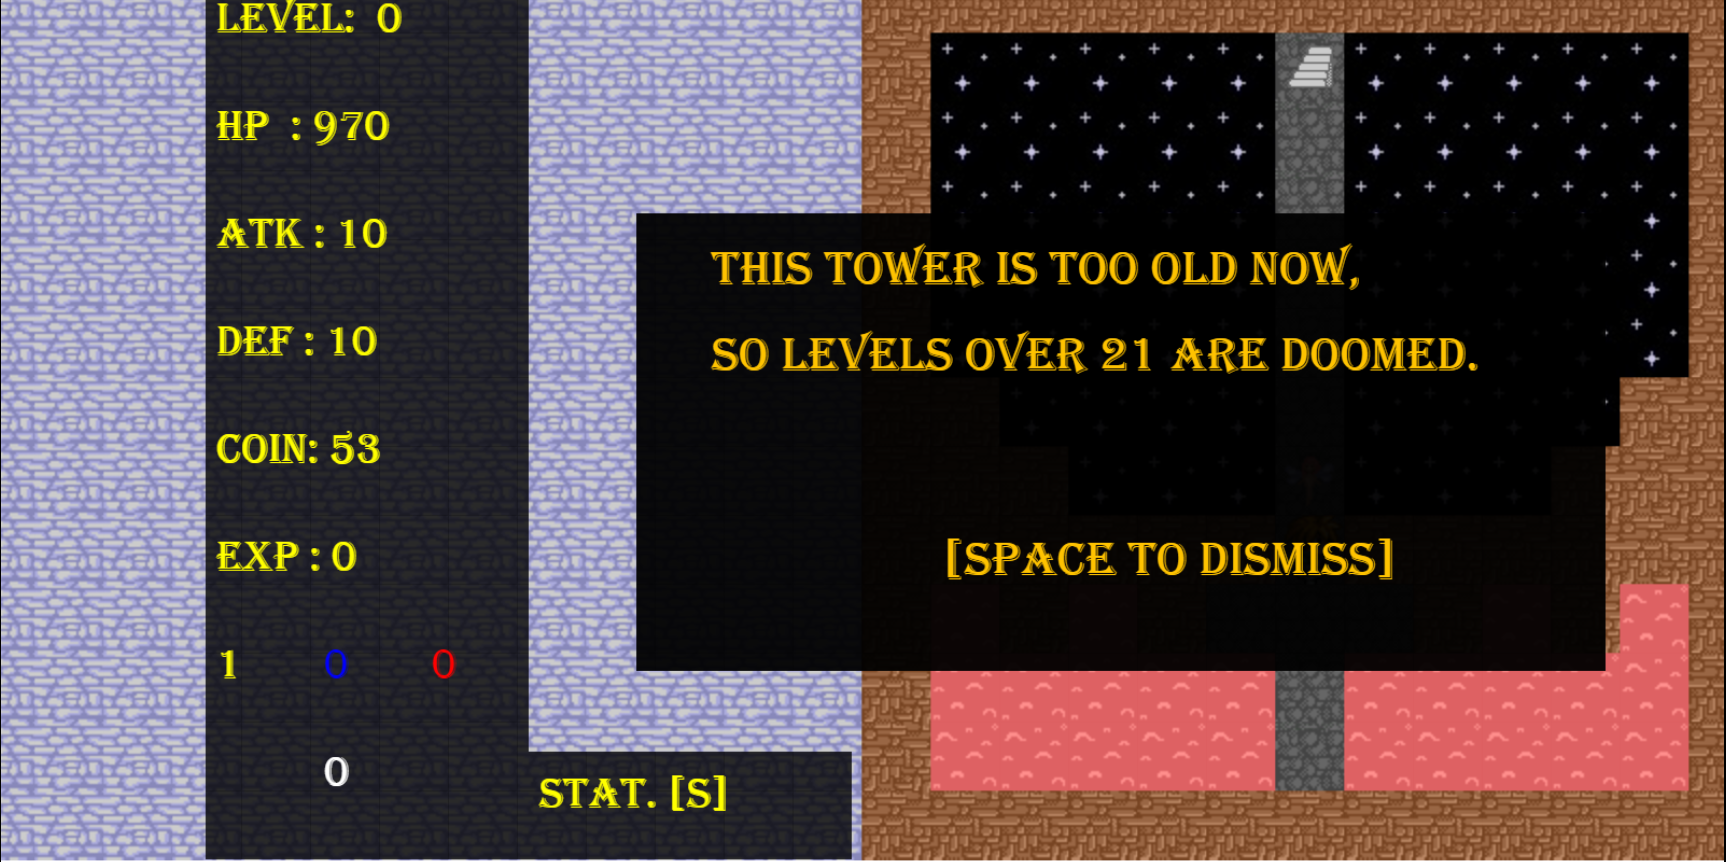 LEVEL: 0
HP : 970
ATK : 10
DEF : 10
COIN: 53
EXP : 0
1 0 0
0
STAT. [S]
THIS TOWER IS TOO OLD NOW,
SO LEVELS OVER 21 ARE DOOMED.
[SPACE TO DISMISS]